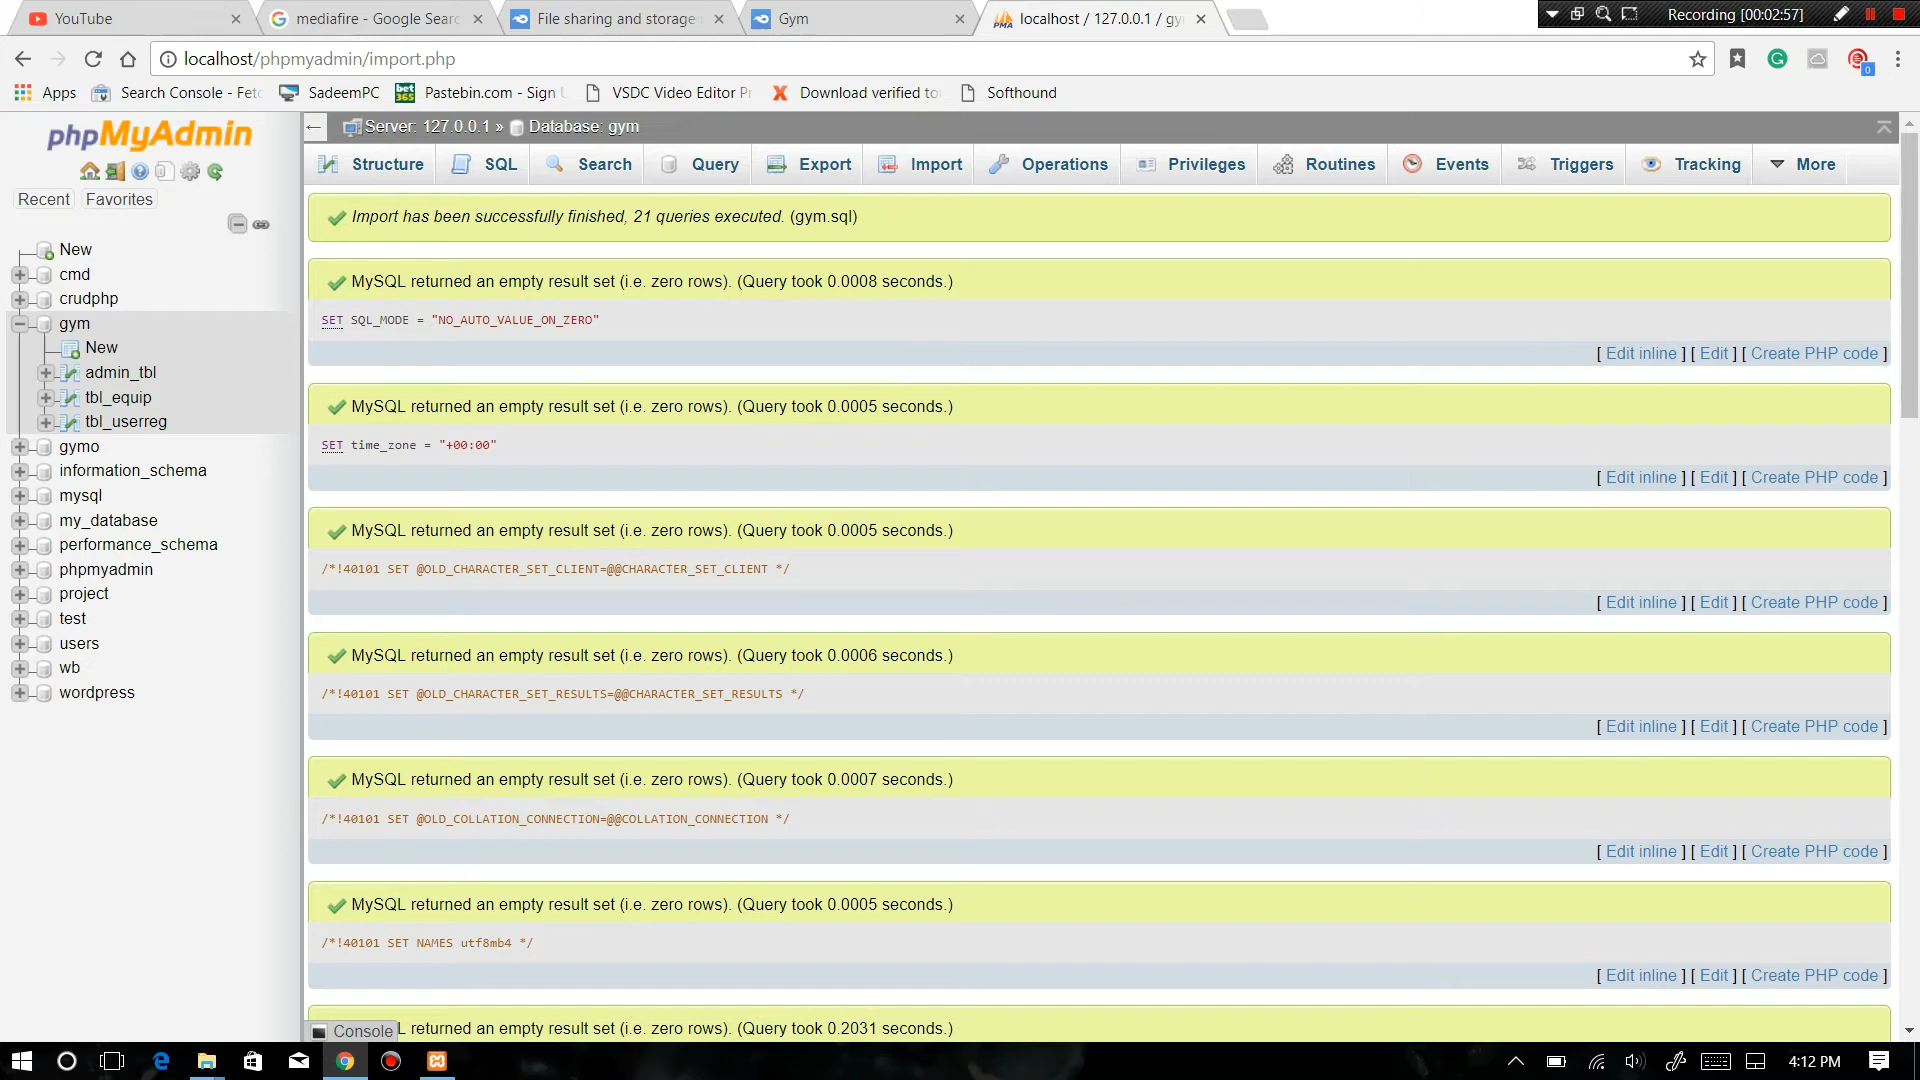 YouTube
mediafire - Google Searc
File sharing and storage
Gym
localhost / 127.0.0.1 / gy
Recording [00:02:57]
localhost/phpmyadmin/import.php
0
Apps
Search Console - Fetc
SadeemPC
bet365
Pastebin.com - Sign U
VSDC Video Editor Pr
Download verified to
Softhound
phpMyAdmin
Server: 127.0.0.1 » Database: gym
Structure
SQL
Search
Query
Export
Import
Operations
Privileges
Routines
Events
Triggers
Tracking
More
Recent
Favorites
New
cmd
crudphp
gym
New
admin_tbl
tbl_equip
tbl_userreg
gymo
information_schema
mysql
my_database
performance_schema
phpmyadmin
project
test
users
wb
wordpress
Import has been successfully finished, 21 queries executed. (gym.sql)
MySQL returned an empty result set (i.e. zero rows). (Query took 0.0008 seconds.)
SET SQL_MODE = "NO_AUTO_VALUE_ON_ZERO"
[ Edit inline ] [ Edit ] [ Create PHP code ]
MySQL returned an empty result set (i.e. zero rows). (Query took 0.0005 seconds.)
SET time_zone = "+00:00"
[ Edit inline ] [ Edit ] [ Create PHP code ]
MySQL returned an empty result set (i.e. zero rows). (Query took 0.0005 seconds.)
/*!40101 SET @OLD_CHARACTER_SET_CLIENT=@@CHARACTER_SET_CLIENT */
[ Edit inline ] [ Edit ] [ Create PHP code ]
MySQL returned an empty result set (i.e. zero rows). (Query took 0.0006 seconds.)
/*!40101 SET @OLD_CHARACTER_SET_RESULTS=@@CHARACTER_SET_RESULTS */
[ Edit inline ] [ Edit ] [ Create PHP code ]
MySQL returned an empty result set (i.e. zero rows). (Query took 0.0007 seconds.)
/*!40101 SET @OLD_COLLATION_CONNECTION=@@COLLATION_CONNECTION */
[ Edit inline ] [ Edit ] [ Create PHP code ]
MySQL returned an empty result set (i.e. zero rows). (Query took 0.0005 seconds.)
/*!40101 SET NAMES utf8mb4 */
[ Edit inline ] [ Edit ] [ Create PHP code ]
Console
L returned an empty result set (i.e. zero rows). (Query took 0.2031 seconds.)
4:12 PM